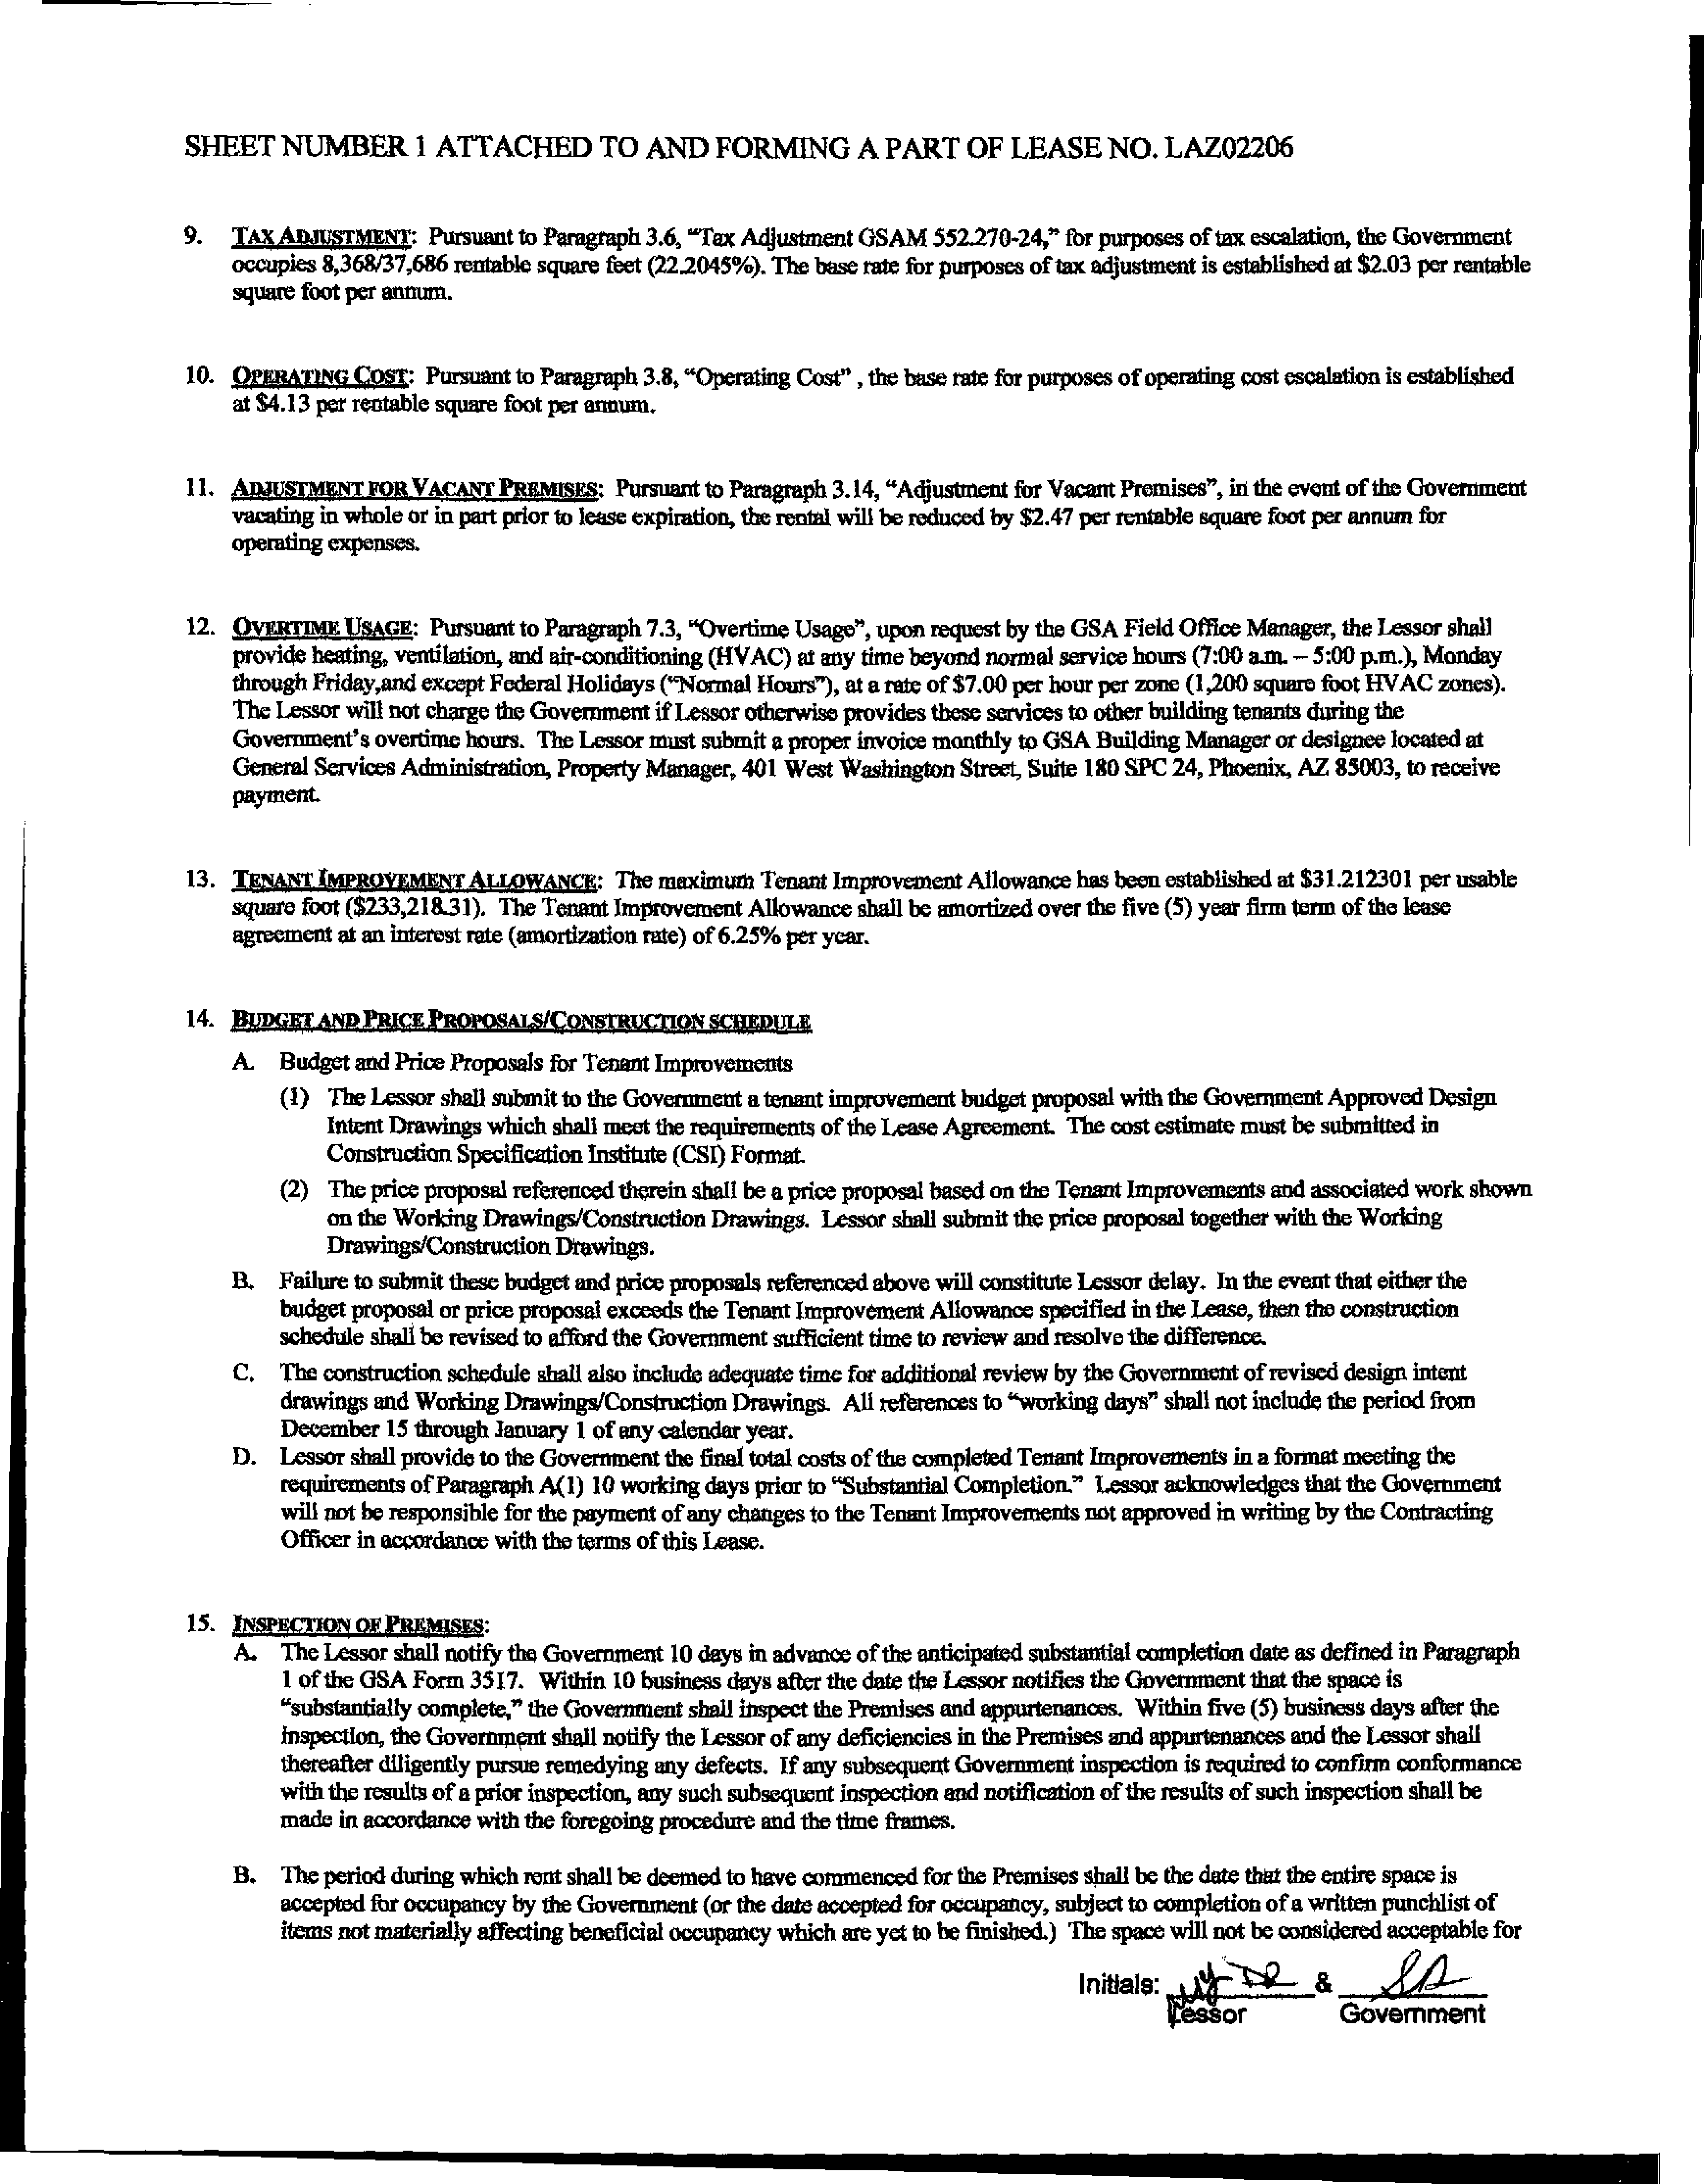 SHEET NUMBER 1 ATTACHED TO AND FORMING A PART OF LEASE NO. LAZ02206
9. TAX ADJUSTMENT: Pursuant to Paragraph 3.6, “Tax Adjustment GSAM 552.270-24,” for purposes of tax escalation, the Government
occupies 8,368/37,686 rentable square feet (22.2045%). The base rate for purposes of tax adjustment is established at $2.03 per rentable
square foot per annum.
10. OPERATING COST: Pursuant to Paragraph 3.8, “Operating Cost” , the base rate for purposes of operating cost escalation is established
at $4.13 per rentable square foot per annum.
11. ADJUSTMENT FOR VACANT PREMISES: Pursuant to Paragraph 3.14, “Adjustment for Vacant Premises”, in the event of the Government
vacating in whole or in part prior to lease expiration, the rental will be reduced by $2.47 per rentable square foot per annum for
operating expenses.
12. OVERTIME USAGE: Pursuant to Paragraph 7.3, “Overtime Usage”, upon request by the GSA Field Office Manager, the Lessor shall
provide heating, ventilation, and air-conditioning (HVAC) at any time beyond normal service hours (7:00 a.m. – 5:00 p.m.), Monday
through Friday,and except Federal Holidays (“Normal Hours”), at a rate of $7.00 per hour per zone (1,200 square foot HVAC zones).
The Lessor will not charge the Government if Lessor otherwise provides these services to other building tenants during the
Government's overtime hours. The Lessor must submit a proper invoice monthly to GSA Building Manager or designee located at
General Services Administration, Property Manager, 401 West Washington Street, Suite 180 SPC 24, Phoenix, AZ 85003, to receive
payment.
13. TENANT IMPROVEMENT ALLOWANCE: The maximum Tenant Improvement Allowance has been established at $31.212301 per usable
square foot ($233,218.31). The Tenant Improvement Allowance shall be amortized over the five (5) year firm term of the lease
agreement at an interest rate (amortization rate) of 6.25% per year.
14. BUDGET AND PRICE PROPOSALS/CONSTRUCTION SCHEDULE
A. Budget and Price Proposals for Tenant Improvements
(1) The Lessor shall submit to the Government a tenant improvement budget proposal with the Government Approved Design
Intent Drawings which shall meet the requirements of the Lease Agreement. The cost estimate must be submitted in
Construction Specification Institute (CSI) Format.
(2) The price proposal referenced therein shall be a price proposal based on the Tenant Improvements and associated work shown
on the Working Drawings/Construction Drawings. Lessor shall submit the price proposal together with the Working
Drawings/Construction Drawings.
B. Failure to submit these budget and price proposals referenced above will constitute Lessor delay. In the event that either the
budget proposal or price proposal exceeds the Tenant Improvement Allowance specified in the Lease, then the construction
schedule shall be revised to afford the Government sufficient time to review and resolve the difference.
C. The construction schedule shall also include adequate time for additional review by the Government of revised design intent
drawings and Working Drawings/Construction Drawings. All references to “working days” shall not include the period from
December 15 through January 1 of any calendar year.
D. Lessor shall provide to the Government the final total costs of the completed Tenant Improvements in a format meeting the
requirements of Paragraph A(1) 10 working days prior to “Substantial Completion.” Lessor acknowledges that the Government
will not be responsible for the payment of any changes to the Tenant Improvements not approved in writing by the Contracting
Officer in accordance with the terms of this Lease.
15. INSPECTION OF PREMISES:
A. The Lessor shall notify the Government 10 days in advance of the anticipated substantial completion date as defined in Paragraph
1 of the GSA Form 3517. Within 10 business days after the date the Lessor notifies the Government that the space is
“substantially complete,” the Government shall inspect the Premises and appurtenances. Within five (5) business days after the
inspection, the Government shall notify the Lessor of any deficiencies in the Premises and appurtenances and the Lessor shall
thereafter diligently pursue remedying any defects. If any subsequent Government inspection is required to confirm conformance
with the results of a prior inspection, any such subsequent inspection and notification of the results of such inspection shall be
made in accordance with the foregoing procedure and the time frames.
B. The period during which rent shall be deemed to have commenced for the Premises shall be the date that the entire space is
accepted for occupancy by the Government (or the date accepted for occupancy, subject to completion of a written punchlist of
items not materially affecting beneficial occupancy which are yet to be finished.) The space will not be considered acceptable for
Initials: &
Lessor Government